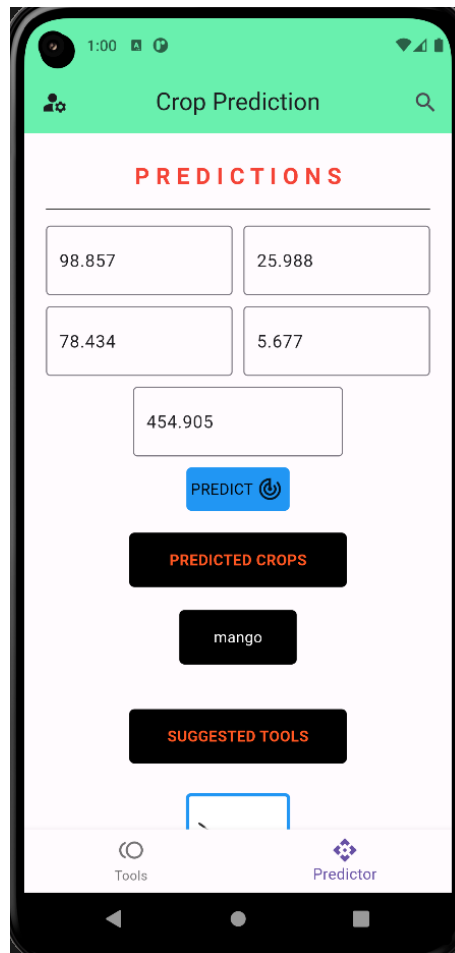 1:00
Crop Prediction
PREDICTIONS
98.857 25.988
78.434 5.677
454.905
PREDICT
PREDICTED CROPS
mango
SUGGESTED TOOLS
Tools Predictor